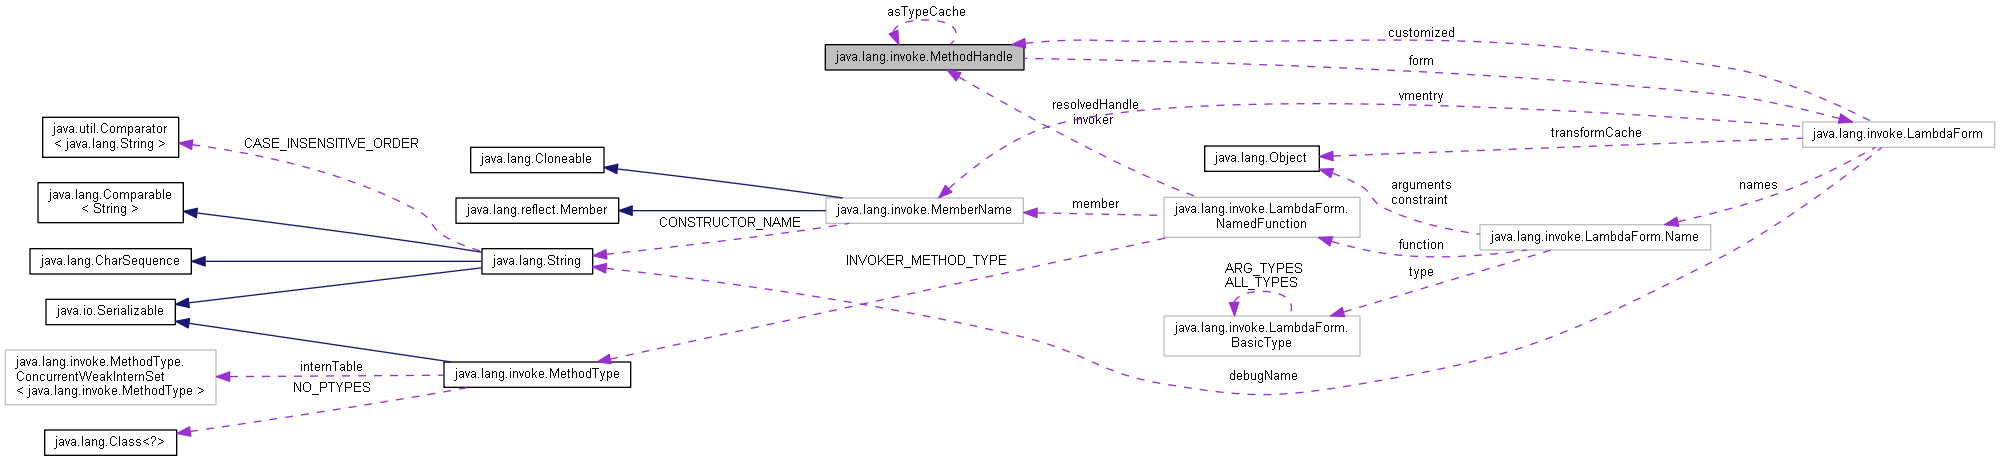 asTypeCache
java.lang.invoke.MethodHandle
customized
form
resolvedHandle
invoker
vmentry
java.util.Comparator
< java.lang.String >
CASE_INSENSITIVE_ORDER
java.lang.Cloneable
java.lang.Object
transformCache
java.lang.invoke.LambdaForm
java.lang.Comparable
< String >
java.lang.reflect.Member
java.lang.invoke.MemberName
CONSTRUCTOR_NAME
member
java.lang.invoke.LambdaForm.
NamedFunction
arguments
constraint
names
java.lang.invoke.LambdaForm.Name
function
type
java.lang.CharSequence
java.lang.String
INVOKER_METHOD_TYPE
ARG_TYPES
ALL_TYPES
java.io.Serializable
java.lang.invoke.LambdaForm.
BasicType
java.lang.invoke.MethodType.
ConcurrentWeakInternSet
< java.lang.invoke.MethodType >
internTable
NO_PTYPES
java.lang.invoke.MethodType
debugName
java.lang.Class<?>